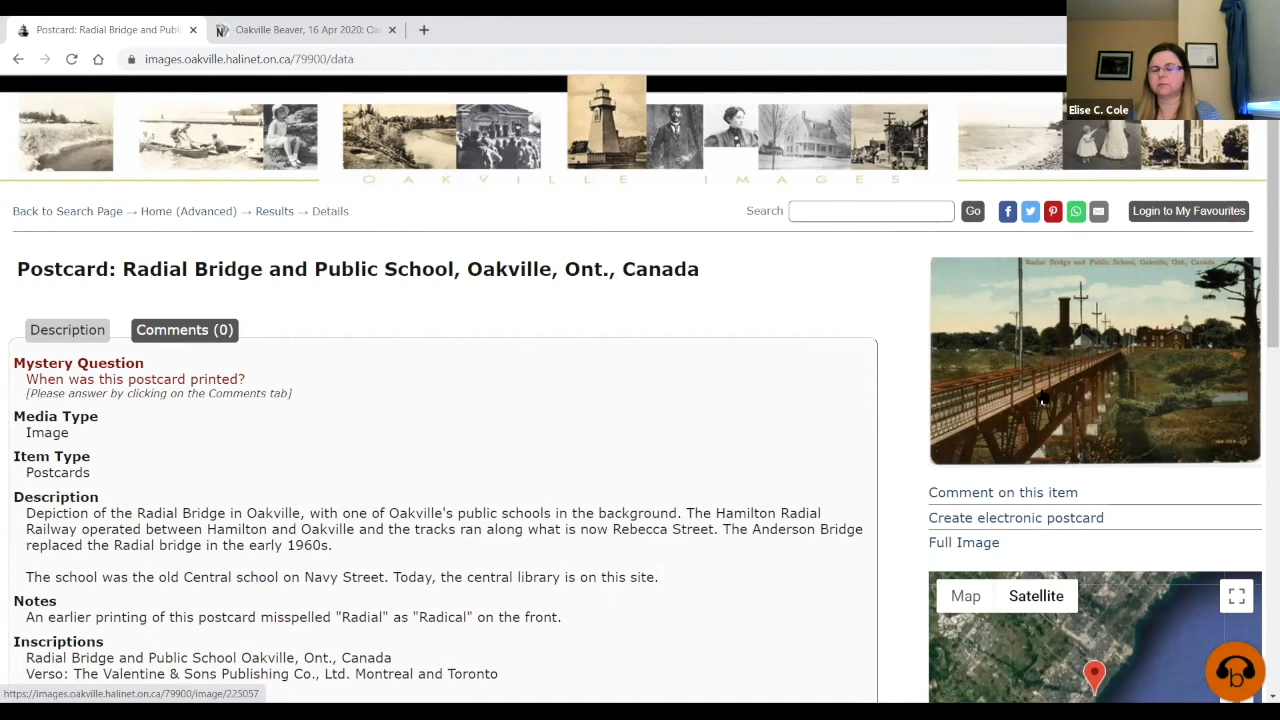 Postcard: Radial Bridge and Publ
Oakville Beaver, 16 Apr 2020: Oa
images.oakville.halinet.on.ca/79900/data
Elise C. Cole
OAKVILLE IMAGES
Back to Search Page → Home (Advanced) → Results → Details
Search
Go
Login to My Favourites
Postcard: Radial Bridge and Public School, Oakville, Ont., Canada
Radial Bridge and Public School, Oakville, Ont., Canada
Description
Comments (0)
Mystery Question
When was this postcard printed?
[Please answer by clicking on the Comments tab]
Media Type
Image
Item Type
Postcards
Description
Depiction of the Radial Bridge in Oakville, with one of Oakville's public schools in the background. The Hamilton Radial
Railway operated between Hamilton and Oakville and the tracks ran along what is now Rebecca Street. The Anderson Bridge
replaced the Radial bridge in the early 1960s.
The school was the old Central school on Navy Street. Today, the central library is on this site.
Notes
An earlier printing of this postcard misspelled "Radial" as "Radical" on the front.
Inscriptions
Radial Bridge and Public School Oakville, Ont., Canada
Verso: The Valentine & Sons Publishing Co., Ltd. Montreal and Toronto
Comment on this item
Create electronic postcard
Full Image
Map
Satellite
https://images.oakville.halinet.on.ca/79900/image/225057